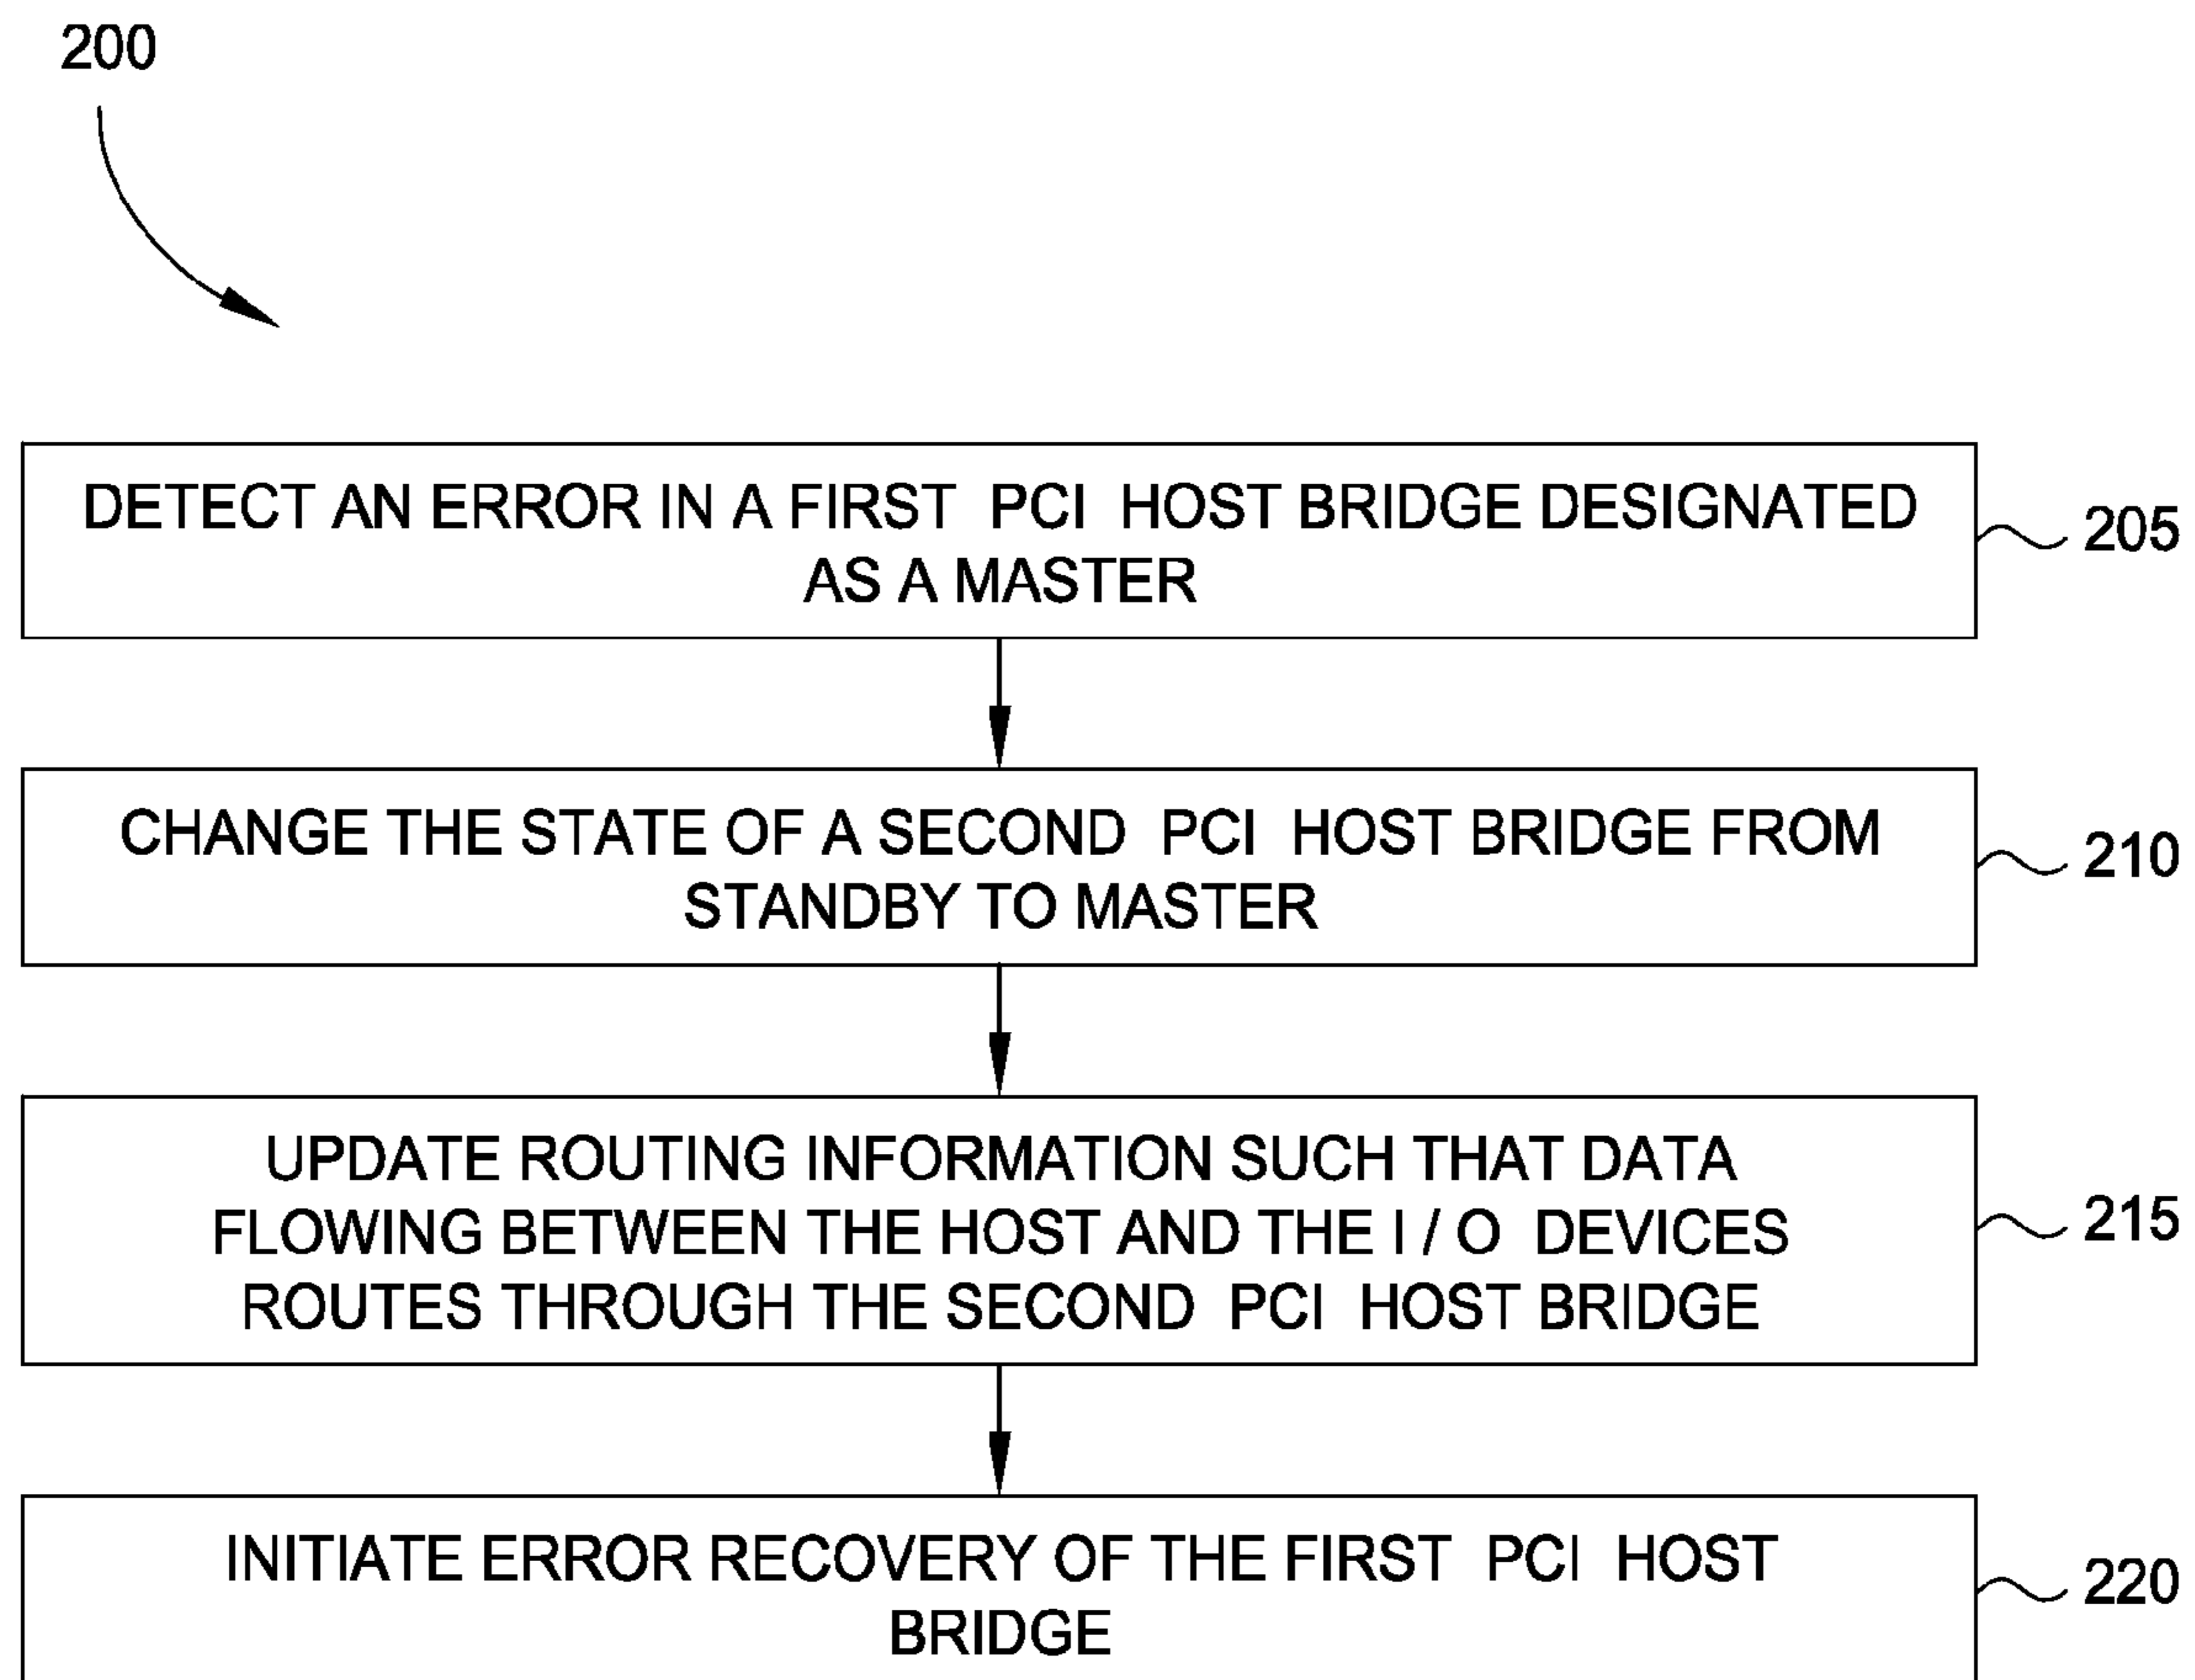 200
DETECT AN ERROR IN A FIRST PCI HOST BRIDGE DESIGNATED
AS A MASTER
205
CHANGE THE STATE OF A SECOND PCI HOST BRIDGE FROM
STANDBY TO MASTER
210
UPDATE ROUTING INFORMATION SUCH THAT DATA
FLOWING BETWEEN THE HOST AND THE I / O DEVICES
ROUTES THROUGH THE SECOND PCI HOST BRIDGE
215
INITIATE ERROR RECOVERY OF THE FIRST PCI HOST
BRIDGE
220